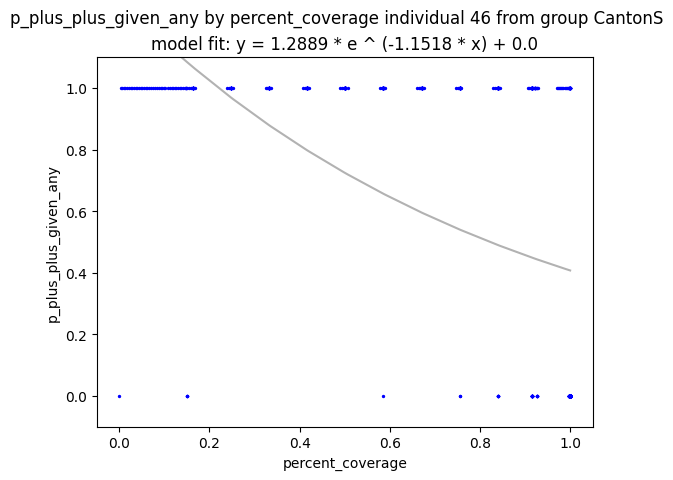 p_plus_plus_given_any by percent_coverage individual 46 from group CantonS
model fit: y = 1.2889 * e ^ (-1.1518 * x) + 0.0
1.0
0.8
0.6
0.4
0.2
0.0
p_plus_plus_given_any
0.0 0.2 0.4 0.6 0.8 1.0
percent_coverage